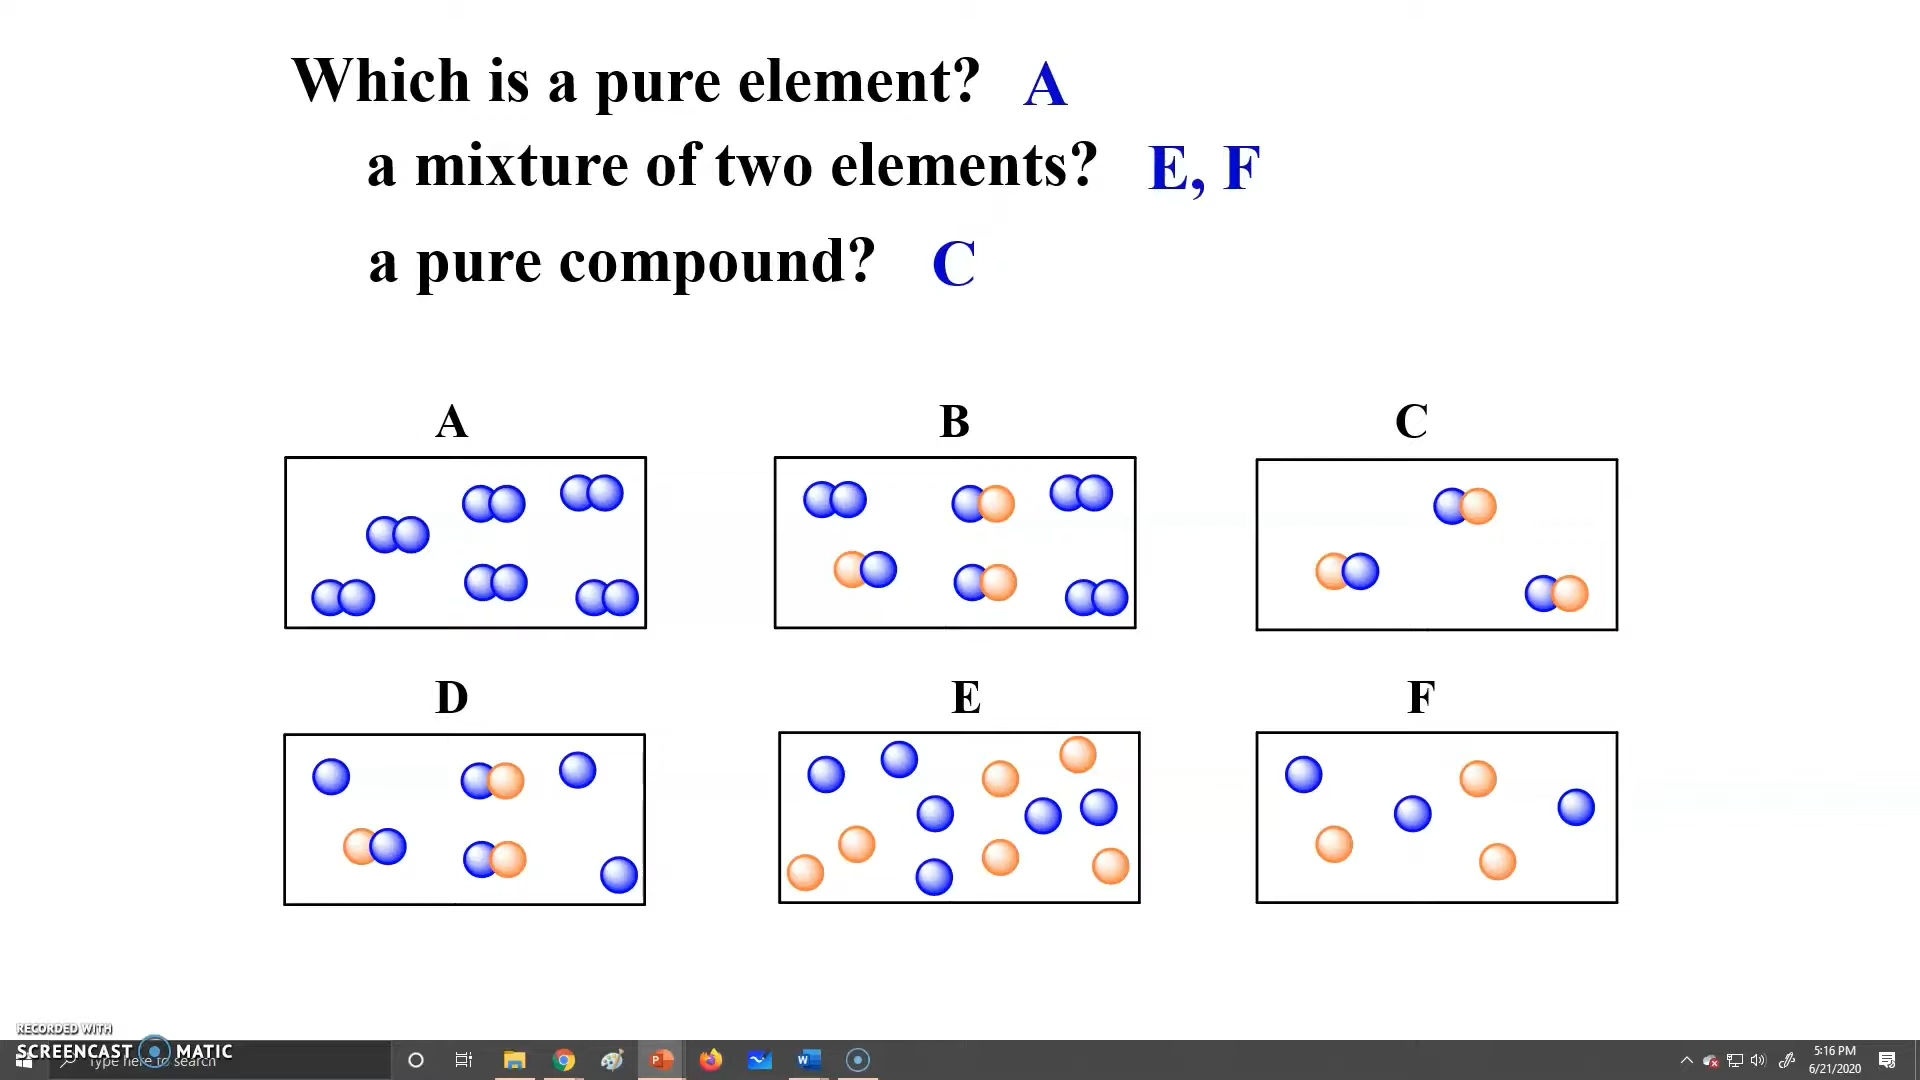 Which is a pure element? A
a mixture of two elements? E, F
a pure compound? C
A B C
D E F
RECORDED WITH
SCREENCAST MATIC
Type here to search
5:16 PM
6/21/2020